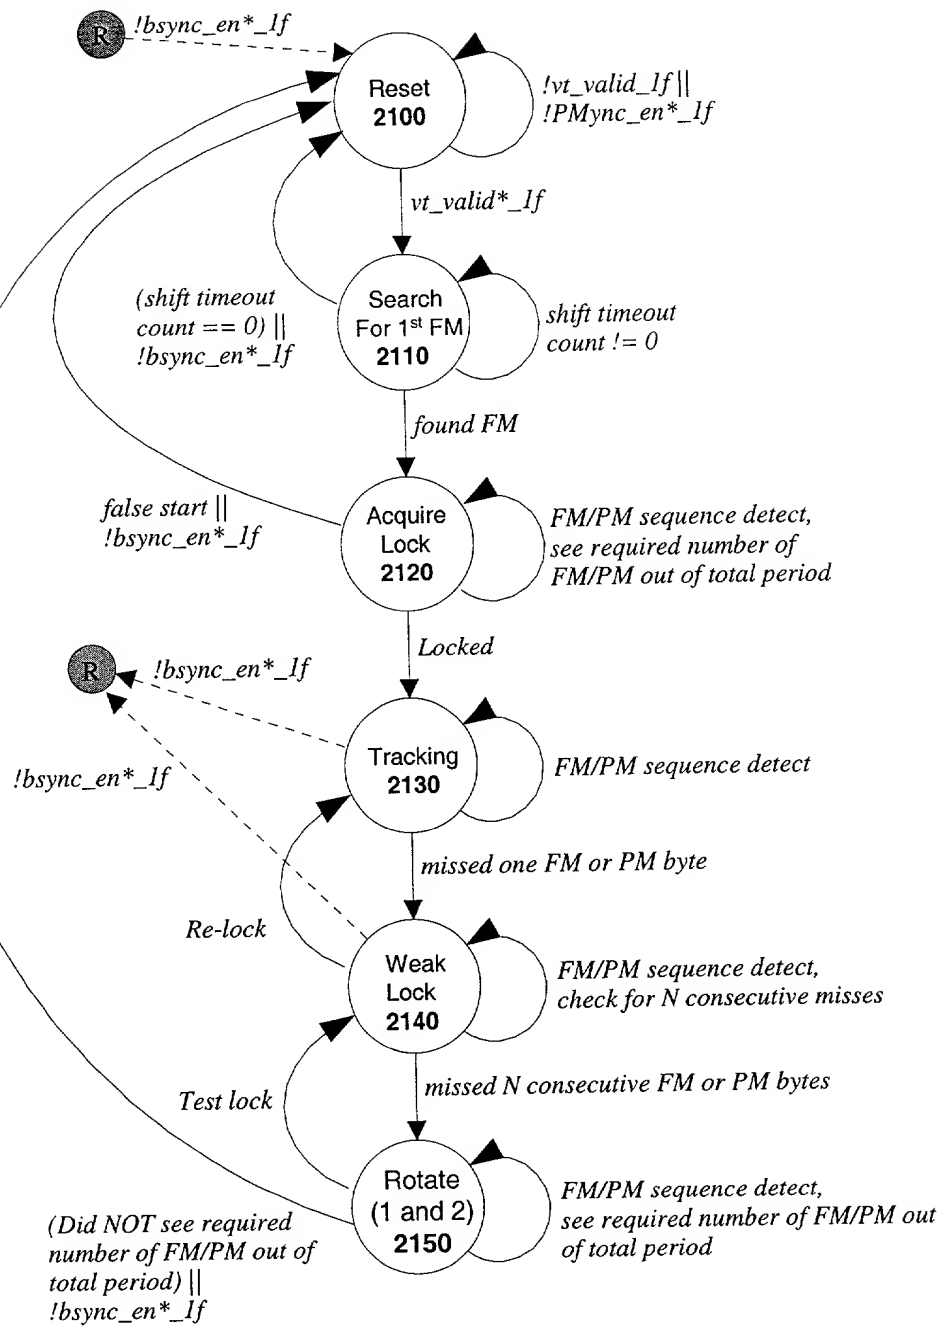 R
!bsync_en*_1f
Reset
2100
!vt_valid_1f ||
!PMync_en*_1f
vt_valid*_1f
(shift timeout
count == 0) ||
!bsync_en*_1f
Search
For 1st FM
2110
shift timeout
count != 0
found FM
false start ||
!bsync_en*_1f
Acquire
Lock
2120
FM/PM sequence detect,
see required number of
FM/PM out of total period
Locked
R
!bsync_en*_1f
!bsync_en*_1f
Tracking
2130
FM/PM sequence detect
missed one FM or PM byte
Re-lock
Weak
Lock
2140
FM/PM sequence detect,
check for N consecutive misses
missed N consecutive FM or PM bytes
Test lock
Rotate
(1 and 2)
2150
FM/PM sequence detect,
see required number of FM/PM out
of total period
(Did NOT see required
number of FM/PM out of
total period) ||
!bsync_en*_1f